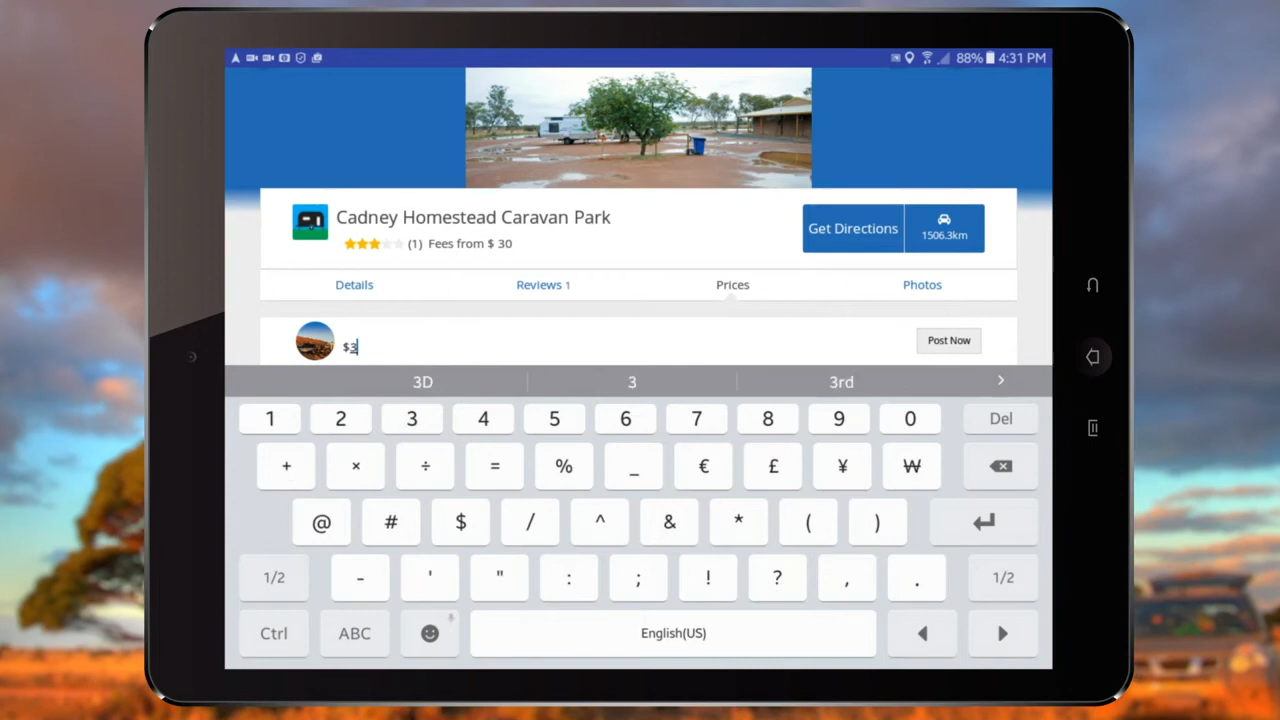 88% 4:31 PM
Cadney Homestead Caravan Park
(1) Fees from $ 30
Get Directions
1506.3km
Details Reviews 1 Prices Photos
$3
Post Now
3D 3 3rd >
1 2 3 4 5 6 7 8 9 0 Del
+ × ÷ = % _ € £ ¥ ₩
@ # $ / ^ & * ( )
1/2 - ' " : ; ! ? , . 1/2
Ctrl ABC English(US)